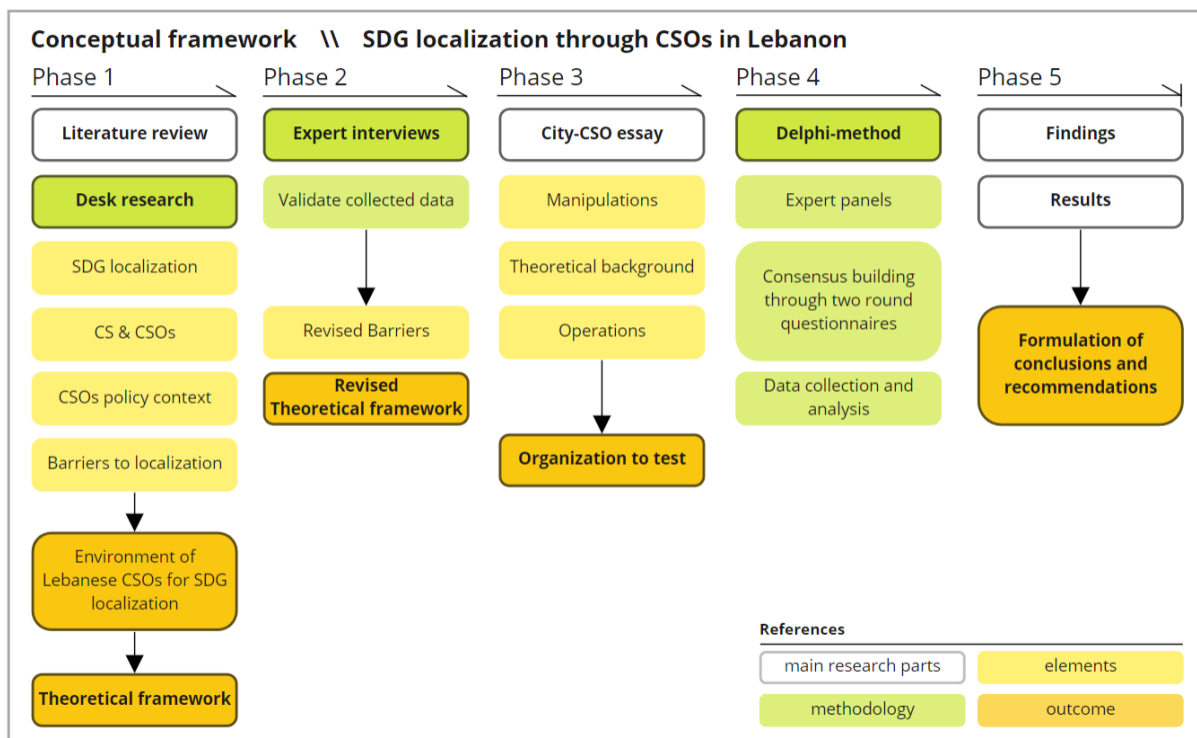 Conceptual framework \\ SDG localization through CSOs in Lebanon
Phase 1
Literature review
Desk research
SDG localization
CS & CSOs
CSOs policy context
Barriers to localization
Environment of
Lebanese CSOs for SDG
localization
Theoretical framework
Phase 2
Expert interviews
Validate collected data
Revised Barriers
Revised
Theoretical framework
Phase 3
City-CSO essay
Manipulations
Theoretical background
Operations
Organization to test
Phase 4
Delphi-method
Expert panels
Consensus building
through two round
questionnaires
Data collection and
analysis
Phase 5
Findings
Results
Formulation of
conclusions and
recommendations
References
main research parts
elements
methodology
outcome